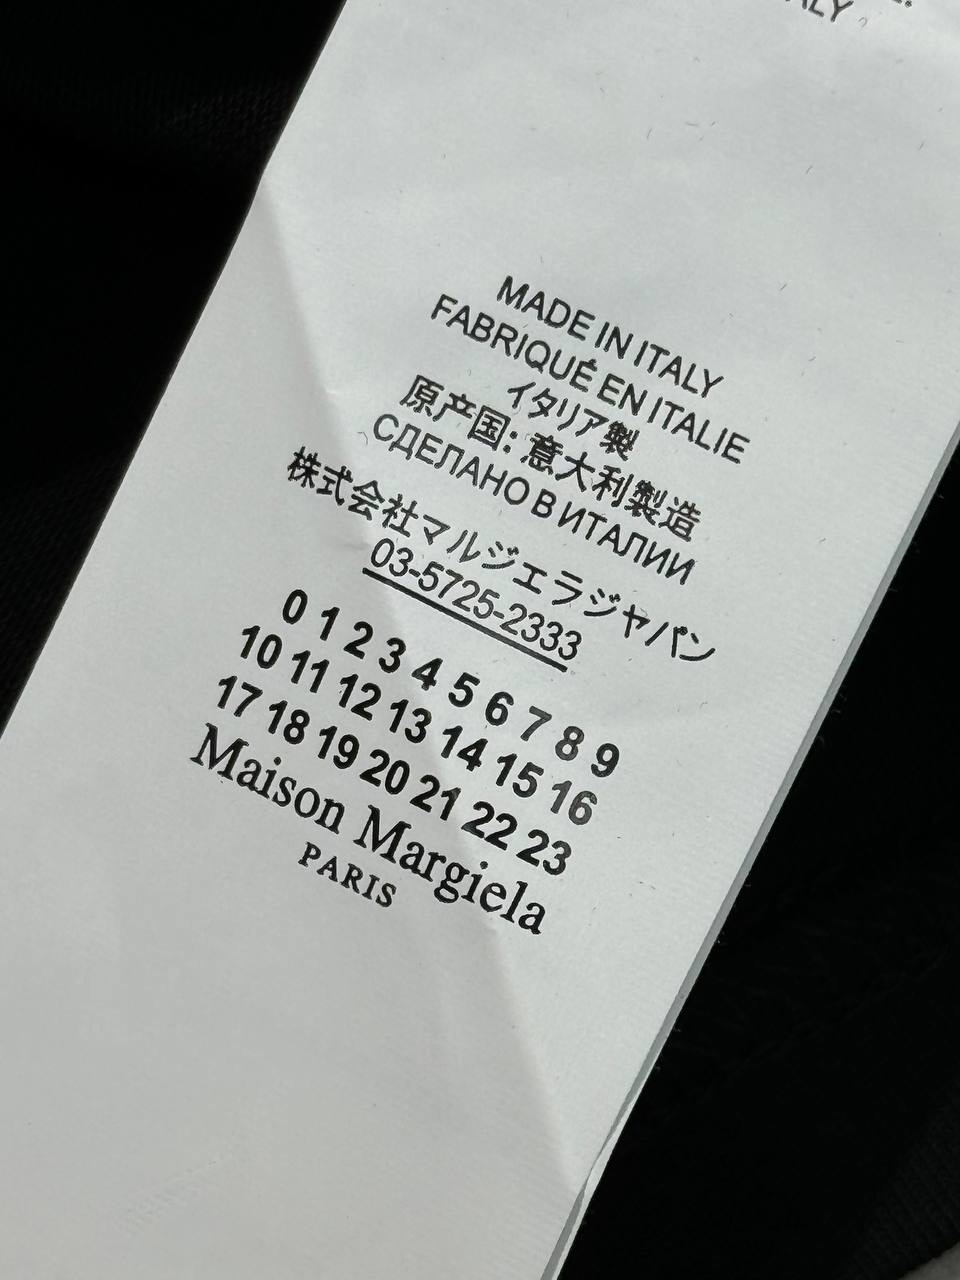 ALY
MADE IN ITALY
FABRIQUÉ EN ITALIE
イタリア製
原产国: 意大利製造
СДЕЛАНО В ИТАЛИИ
株式会社マルジェラジャパン
03-5725-2333
0 1 2 3 4 5 6 7 8 9
10 11 12 13 14 15 16
17 18 19 20 21 22 23
Maison Margiela
PARIS